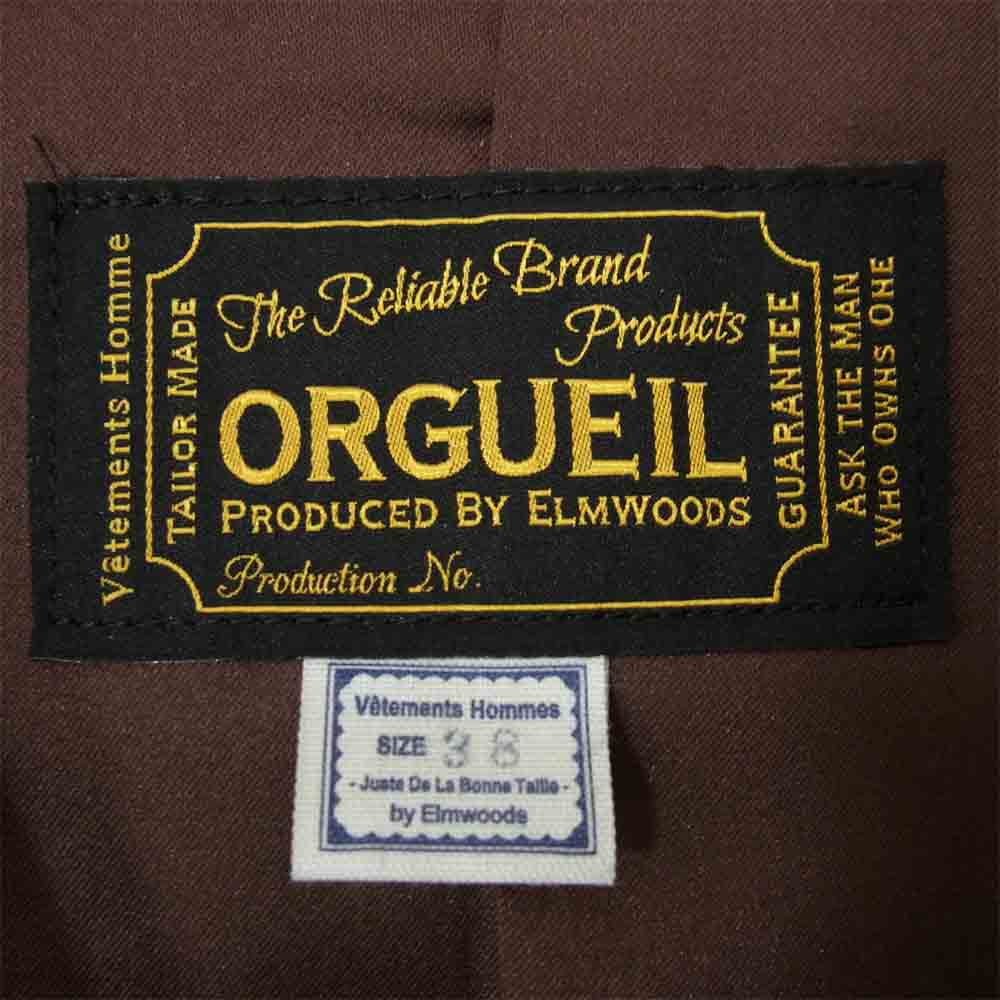 Vêtements Homme
TAILOR MADE
The Reliable Brand
Products
ORGUEIL
PRODUCED BY ELMWOODS
Production No.
GUARANTEE
ASK THE MAN
WHO OWNS ONE
Vêtements Hommes
SIZE 38
- Juste De La Bonne Taille -
by Elmwoods